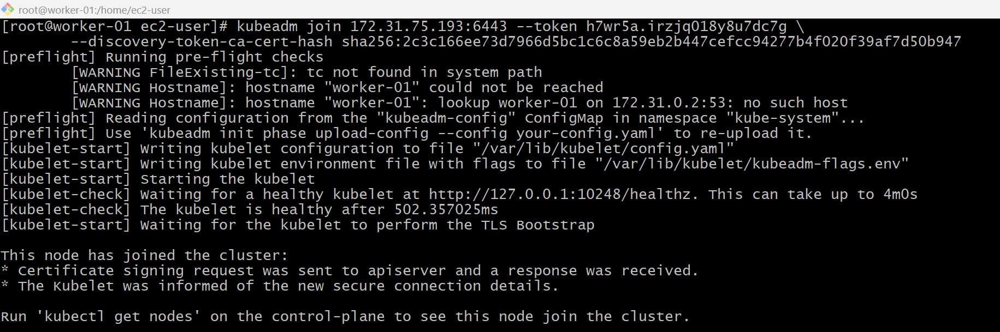 root@worker-01:/home/ec2-user
[root@worker-01 ec2-user]# kubeadm join 172.31.75.193:6443 --token h7wr5a.irzjq018y8u7dc7g \
        --discovery-token-ca-cert-hash sha256:2c3c166ee73d7966d5bc1c6c8a59eb2b447cefcc94277b4f020f39af7d50b947
[preflight] Running pre-flight checks
        [WARNING FileExisting-tc]: tc not found in system path
        [WARNING Hostname]: hostname "worker-01" could not be reached
        [WARNING Hostname]: hostname "worker-01": lookup worker-01 on 172.31.0.2:53: no such host
[preflight] Reading configuration from the "kubeadm-config" ConfigMap in namespace "kube-system"...
[preflight] Use 'kubeadm init phase upload-config --config your-config.yaml' to re-upload it.
[kubelet-start] Writing kubelet configuration to file "/var/lib/kubelet/config.yaml"
[kubelet-start] Writing kubelet environment file with flags to file "/var/lib/kubelet/kubeadm-flags.env"
[kubelet-start] Starting the kubelet
[kubelet-check] Waiting for a healthy kubelet at http://127.0.0.1:10248/healthz. This can take up to 4m0s
[kubelet-check] The kubelet is healthy after 502.357025ms
[kubelet-start] Waiting for the kubelet to perform the TLS Bootstrap

This node has joined the cluster:
* Certificate signing request was sent to apiserver and a response was received.
* The Kubelet was informed of the new secure connection details.

Run 'kubectl get nodes' on the control-plane to see this node join the cluster.